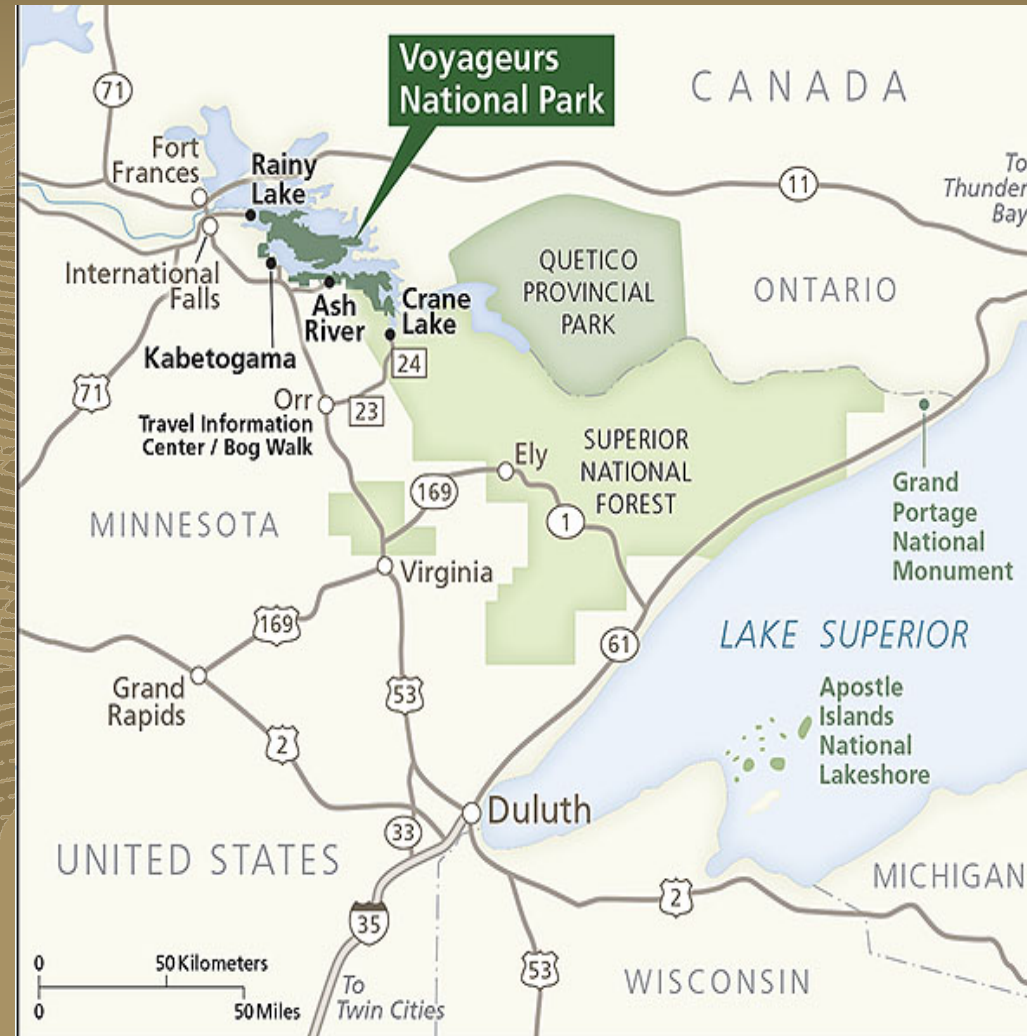 Voyageurs
National Park
CANADA
71
Fort
Frances
Rainy
Lake
11
To
Thunder
Bay
International
Falls
QUETICO
PROVINCIAL
PARK
ONTARIO
Ash
River
Crane
Lake
Kabetogama
24
71
Orr
23
Travel Information
Center / Bog Walk
Ely
SUPERIOR
NATIONAL
FOREST
169
1
Grand
Portage
National
Monument
MINNESOTA
Virginia
169
61
LAKE SUPERIOR
Grand
Rapids
53
Apostle
Islands
National
Lakeshore
2
Duluth
33
UNITED STATES
MICHIGAN
2
35
53
0 50 Kilometers
0 50 Miles
To
Twin Cities
WISCONSIN